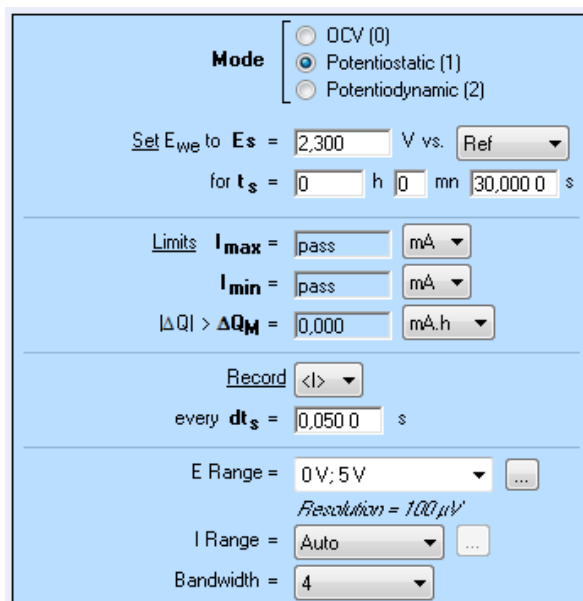 OCV (0)
Mode Potentiostatic (1)
Potentiodynamic (2)
Set Ewe to Es = 2,300 V vs. Ref
for ts = 0 h 0 mn 30,000 0 s
Limits Imax = pass mA
Imin = pass mA
|ΔQ| > ΔQM = 0,000 mA.h
Record <I>
every dts = 0,050 0 s
E Range = 0 V; 5 V ...
Resolution = 100 µV
I Range = Auto ...
Bandwidth = 4